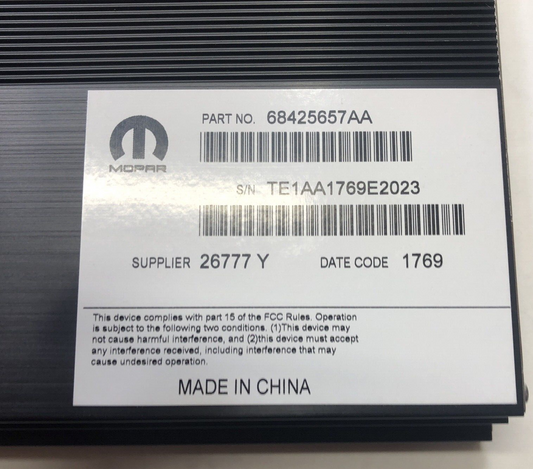 MOPAR
PART NO. 68425657AA
S/N TE1AA1769E2023
SUPPLIER 26777 Y DATE CODE 1769
This device complies with part 15 of the FCC Rules. Operation
is subject to the following two conditions. (1)This device may
not cause harmful interference, and (2)this device must accept
any interference received, including interference that may
cause undesired operation.
MADE IN CHINA